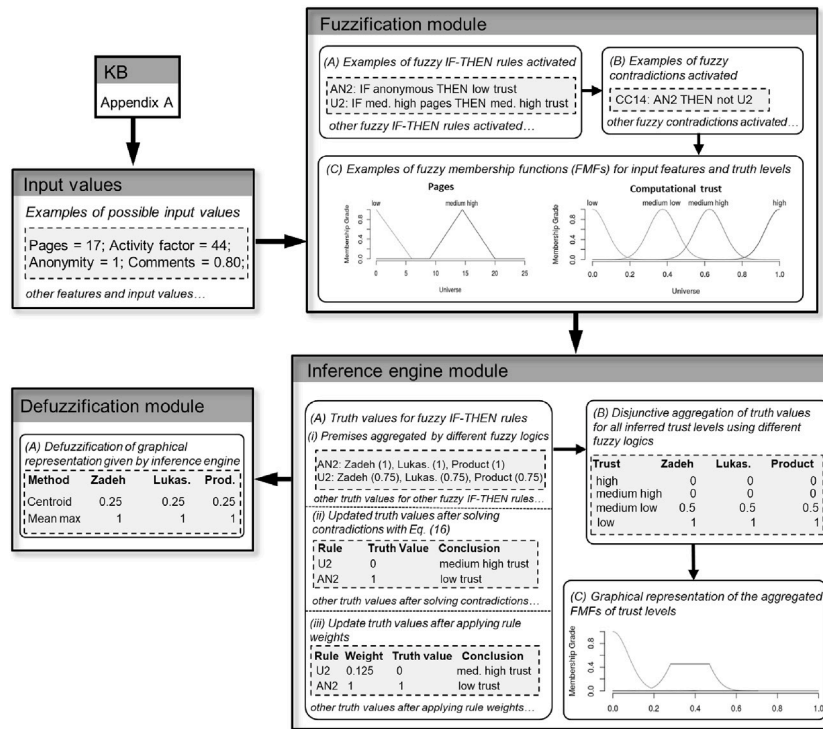 KB
Appendix A
Input values
Examples of possible input values
Pages = 17; Activity factor = 44;
Anonymity = 1; Comments = 0.80;
other features and input values…
Fuzzification module
(A) Examples of fuzzy IF-THEN rules activated
AN2: IF anonymous THEN low trust
U2: IF med. high pages THEN med. high trust
other fuzzy IF-THEN rules activated…
(B) Examples of fuzzy
contradictions activated
CC14: AN2 THEN not U2
other fuzzy contradictions activated…
(C) Examples of fuzzy membership functions (FMFs) for input features and truth levels
Pages
low medium high
Membership Grade
0.0 0.4 0.8
0 5 10 15 20 25
Universe
Computational trust
low medium low medium high high
Membership Grade
0.0 0.4 0.8
0.0 0.2 0.4 0.6 0.8 1.0
Universe
Inference engine module
(A) Truth values for fuzzy IF-THEN rules
(i) Premises aggregated by different fuzzy logics
AN2: Zadeh (1), Lukas. (1), Product (1)
U2: Zadeh (0.75), Lukas. (0.75), Product (0.75)
other truth values for other fuzzy IF-THEN rules…
(ii) Updated truth values after solving
contradictions with Eq. (16)
Rule Truth Value Conclusion
U2 0 medium high trust
AN2 1 low trust
other truth values after solving contradictions…
(iii) Update truth values after applying rule
weights
Rule Weight Truth value Conclusion
U2 0.125 0 med. high trust
AN2 1 1 low trust
other truth values after applying rule weights…
(B) Disjunctive aggregation of truth values
for all inferred trust levels using different
fuzzy logics
Trust Zadeh Lukas. Product
high 0 0 0
medium high 0 0 0
medium low 0.5 0.5 0.5
low 1 1 1
(C) Graphical representation of the aggregated
FMFs of trust levels
Membership Grade
0.0 0.4 0.8
0.0 0.2 0.4 0.6 0.8 1.0
Defuzzification module
(A) Defuzzification of graphical
representation given by inference engine
Method Zadeh Lukas. Prod.
Centroid 0.25 0.25 0.25
Mean max 1 1 1